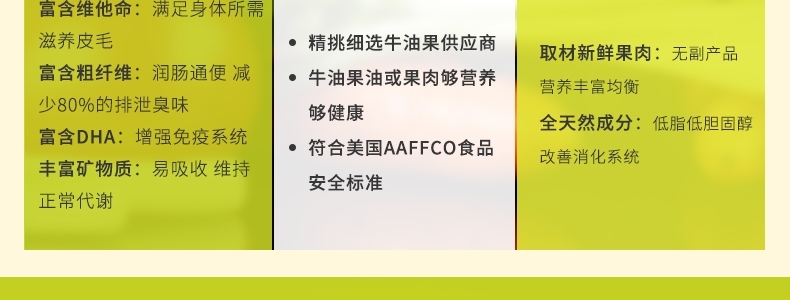 富含维他命：满足身体所需
滋养皮毛
富含粗纤维：润肠通便 减
少80%的排泄臭味
富含DHA：增强免疫系统
丰富矿物质：易吸收 维持
正常代谢
• 精挑细选牛油果供应商
• 牛油果油或果肉够营养
够健康
• 符合美国AAFFCO食品
安全标准
取材新鲜果肉：无副产品
营养丰富均衡
全天然成分：低脂低胆固醇
改善消化系统